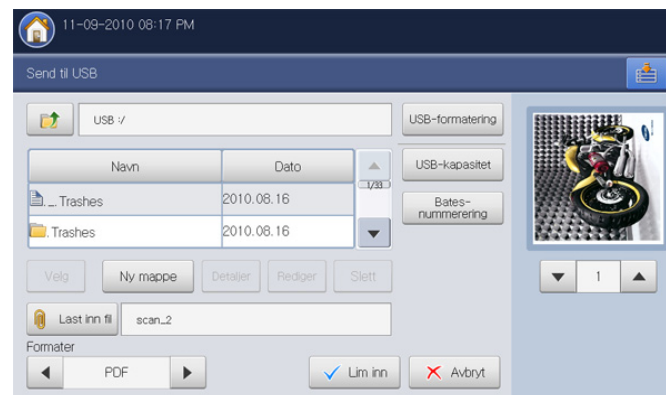 11-09-2010 08:17 PM
Send til USB
USB :/
USB-formatering
Navn
Dato
USB-kapasitet
1/33
._. Trashes
2010.08.16
Bates-
nummerering
. Trashes
2010.08.16
Velg
Ny mappe
Detaljer
Rediger
Slett
1
Last inn fil
scan_2
Formater
PDF
Lim inn
Avbryt